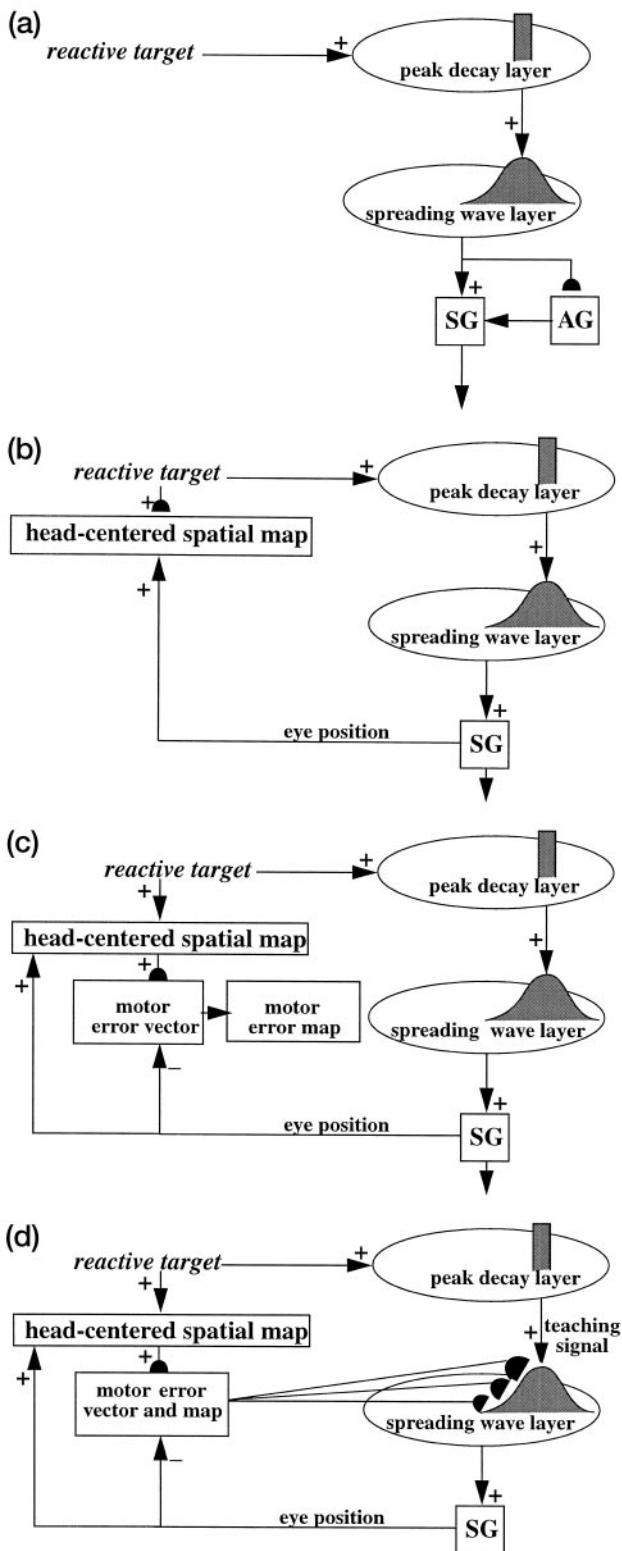 (a)
reactive target
+
peak decay layer
+
spreading wave layer
+
SG
AG
(b)
reactive target
+
+
peak decay layer
head-centered spatial map
+
+
spreading wave layer
+
eye position
SG
(c)
reactive target
+
+
peak decay layer
head-centered spatial map
+
+
+
motor
error vector
motor
error map
spreading wave layer
–
+
eye position
SG
(d)
reactive target
+
+
peak decay layer
head-centered spatial map
+
teaching
signal
+
+
motor error
vector and map
spreading wave layer
–
+
eye position
SG